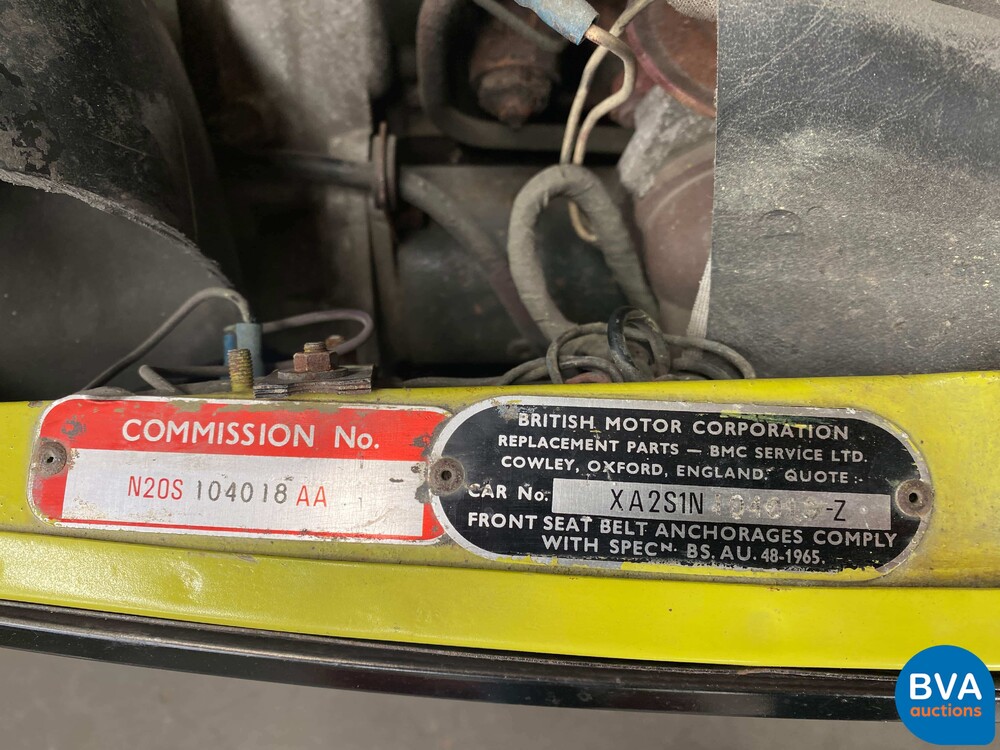 COMMISSION No.
N20S 104018 AA
BRITISH MOTOR CORPORATION
REPLACEMENT PARTS — BMC SERVICE LTD.
COWLEY, OXFORD, ENGLAND. QUOTE :-
CAR No. XA2S1N -Z
FRONT SEAT BELT ANCHORAGES COMPLY
WITH SPECN. BS. AU. 48-1965.
BVA
auctions